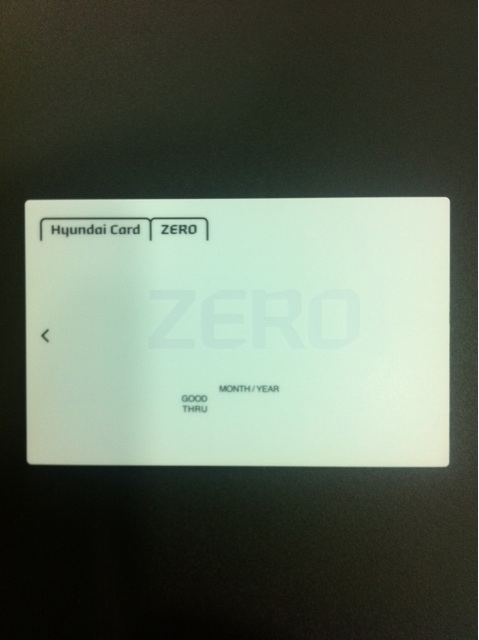 Hyundai Card ZERO
ZERO
MONTH / YEAR
GOOD
THRU